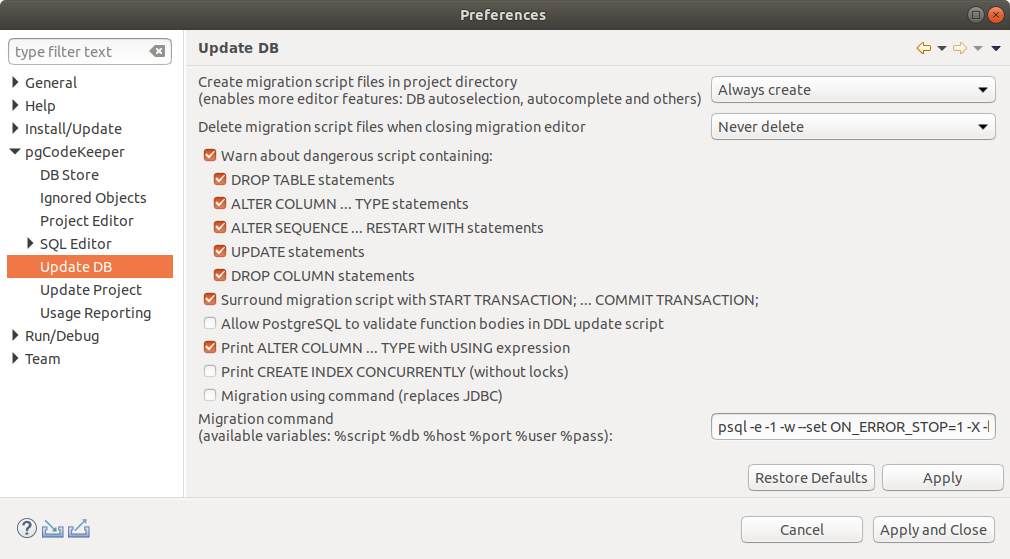 Preferences
type filter text
General
Help
Install/Update
pgCodeKeeper
DB Store
Ignored Objects
Project Editor
SQL Editor
Update DB
Update Project
Usage Reporting
Run/Debug
Team
Update DB
Create migration script files in project directory
(enables more editor features: DB autoselection, autocomplete and others)
Always create
Delete migration script files when closing migration editor
Never delete
Warn about dangerous script containing:
DROP TABLE statements
ALTER COLUMN ... TYPE statements
ALTER SEQUENCE ... RESTART WITH statements
UPDATE statements
DROP COLUMN statements
Surround migration script with START TRANSACTION; ... COMMIT TRANSACTION;
Allow PostgreSQL to validate function bodies in DDL update script
Print ALTER COLUMN ... TYPE with USING expression
Print CREATE INDEX CONCURRENTLY (without locks)
Migration using command (replaces JDBC)
Migration command
(available variables: %script %db %host %port %user %pass):
psql -e -1 -w --set ON_ERROR_STOP=1 -X
Restore Defaults
Apply
?
Cancel
Apply and Close